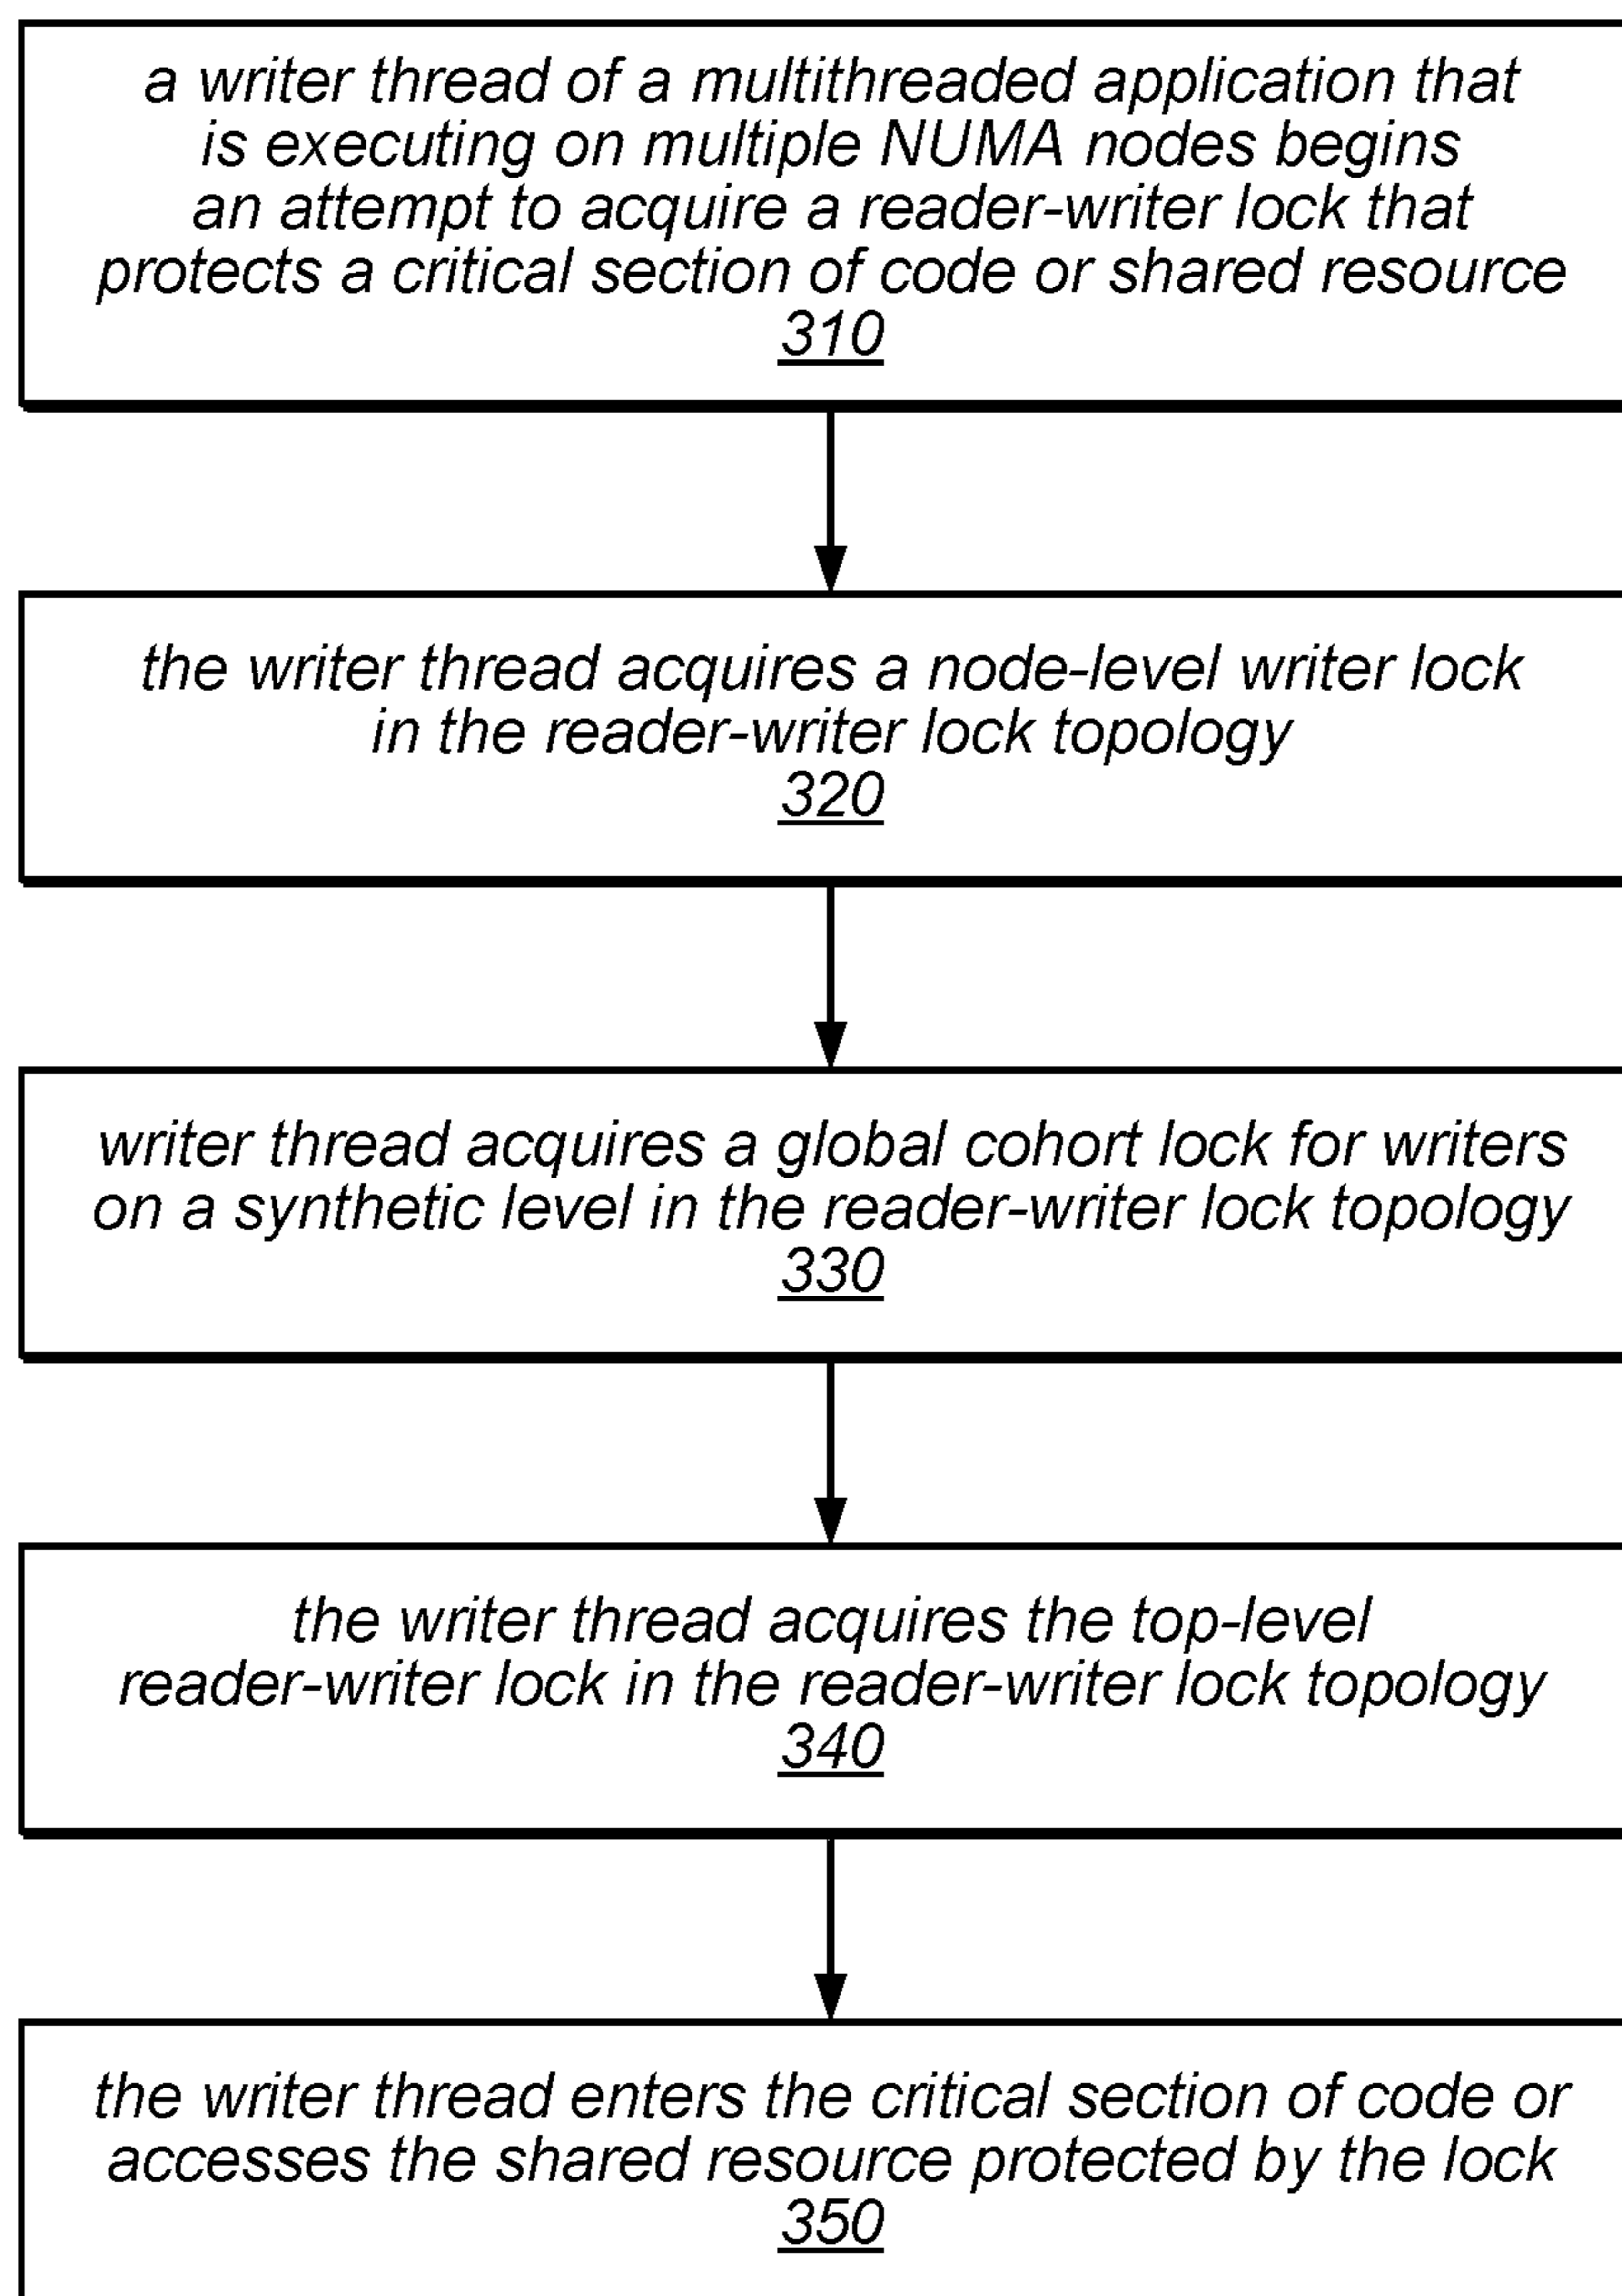 a writer thread of a multithreaded application that
is executing on multiple NUMA nodes begins
an attempt to acquire a reader-writer lock that
protects a critical section of code or shared resource
310
the writer thread acquires a node-level writer lock
in the reader-writer lock topology
320
writer thread acquires a global cohort lock for writers
on a synthetic level in the reader-writer lock topology
330
the writer thread acquires the top-level
reader-writer lock in the reader-writer lock topology
340
the writer thread enters the critical section of code or
accesses the shared resource protected by the lock
350